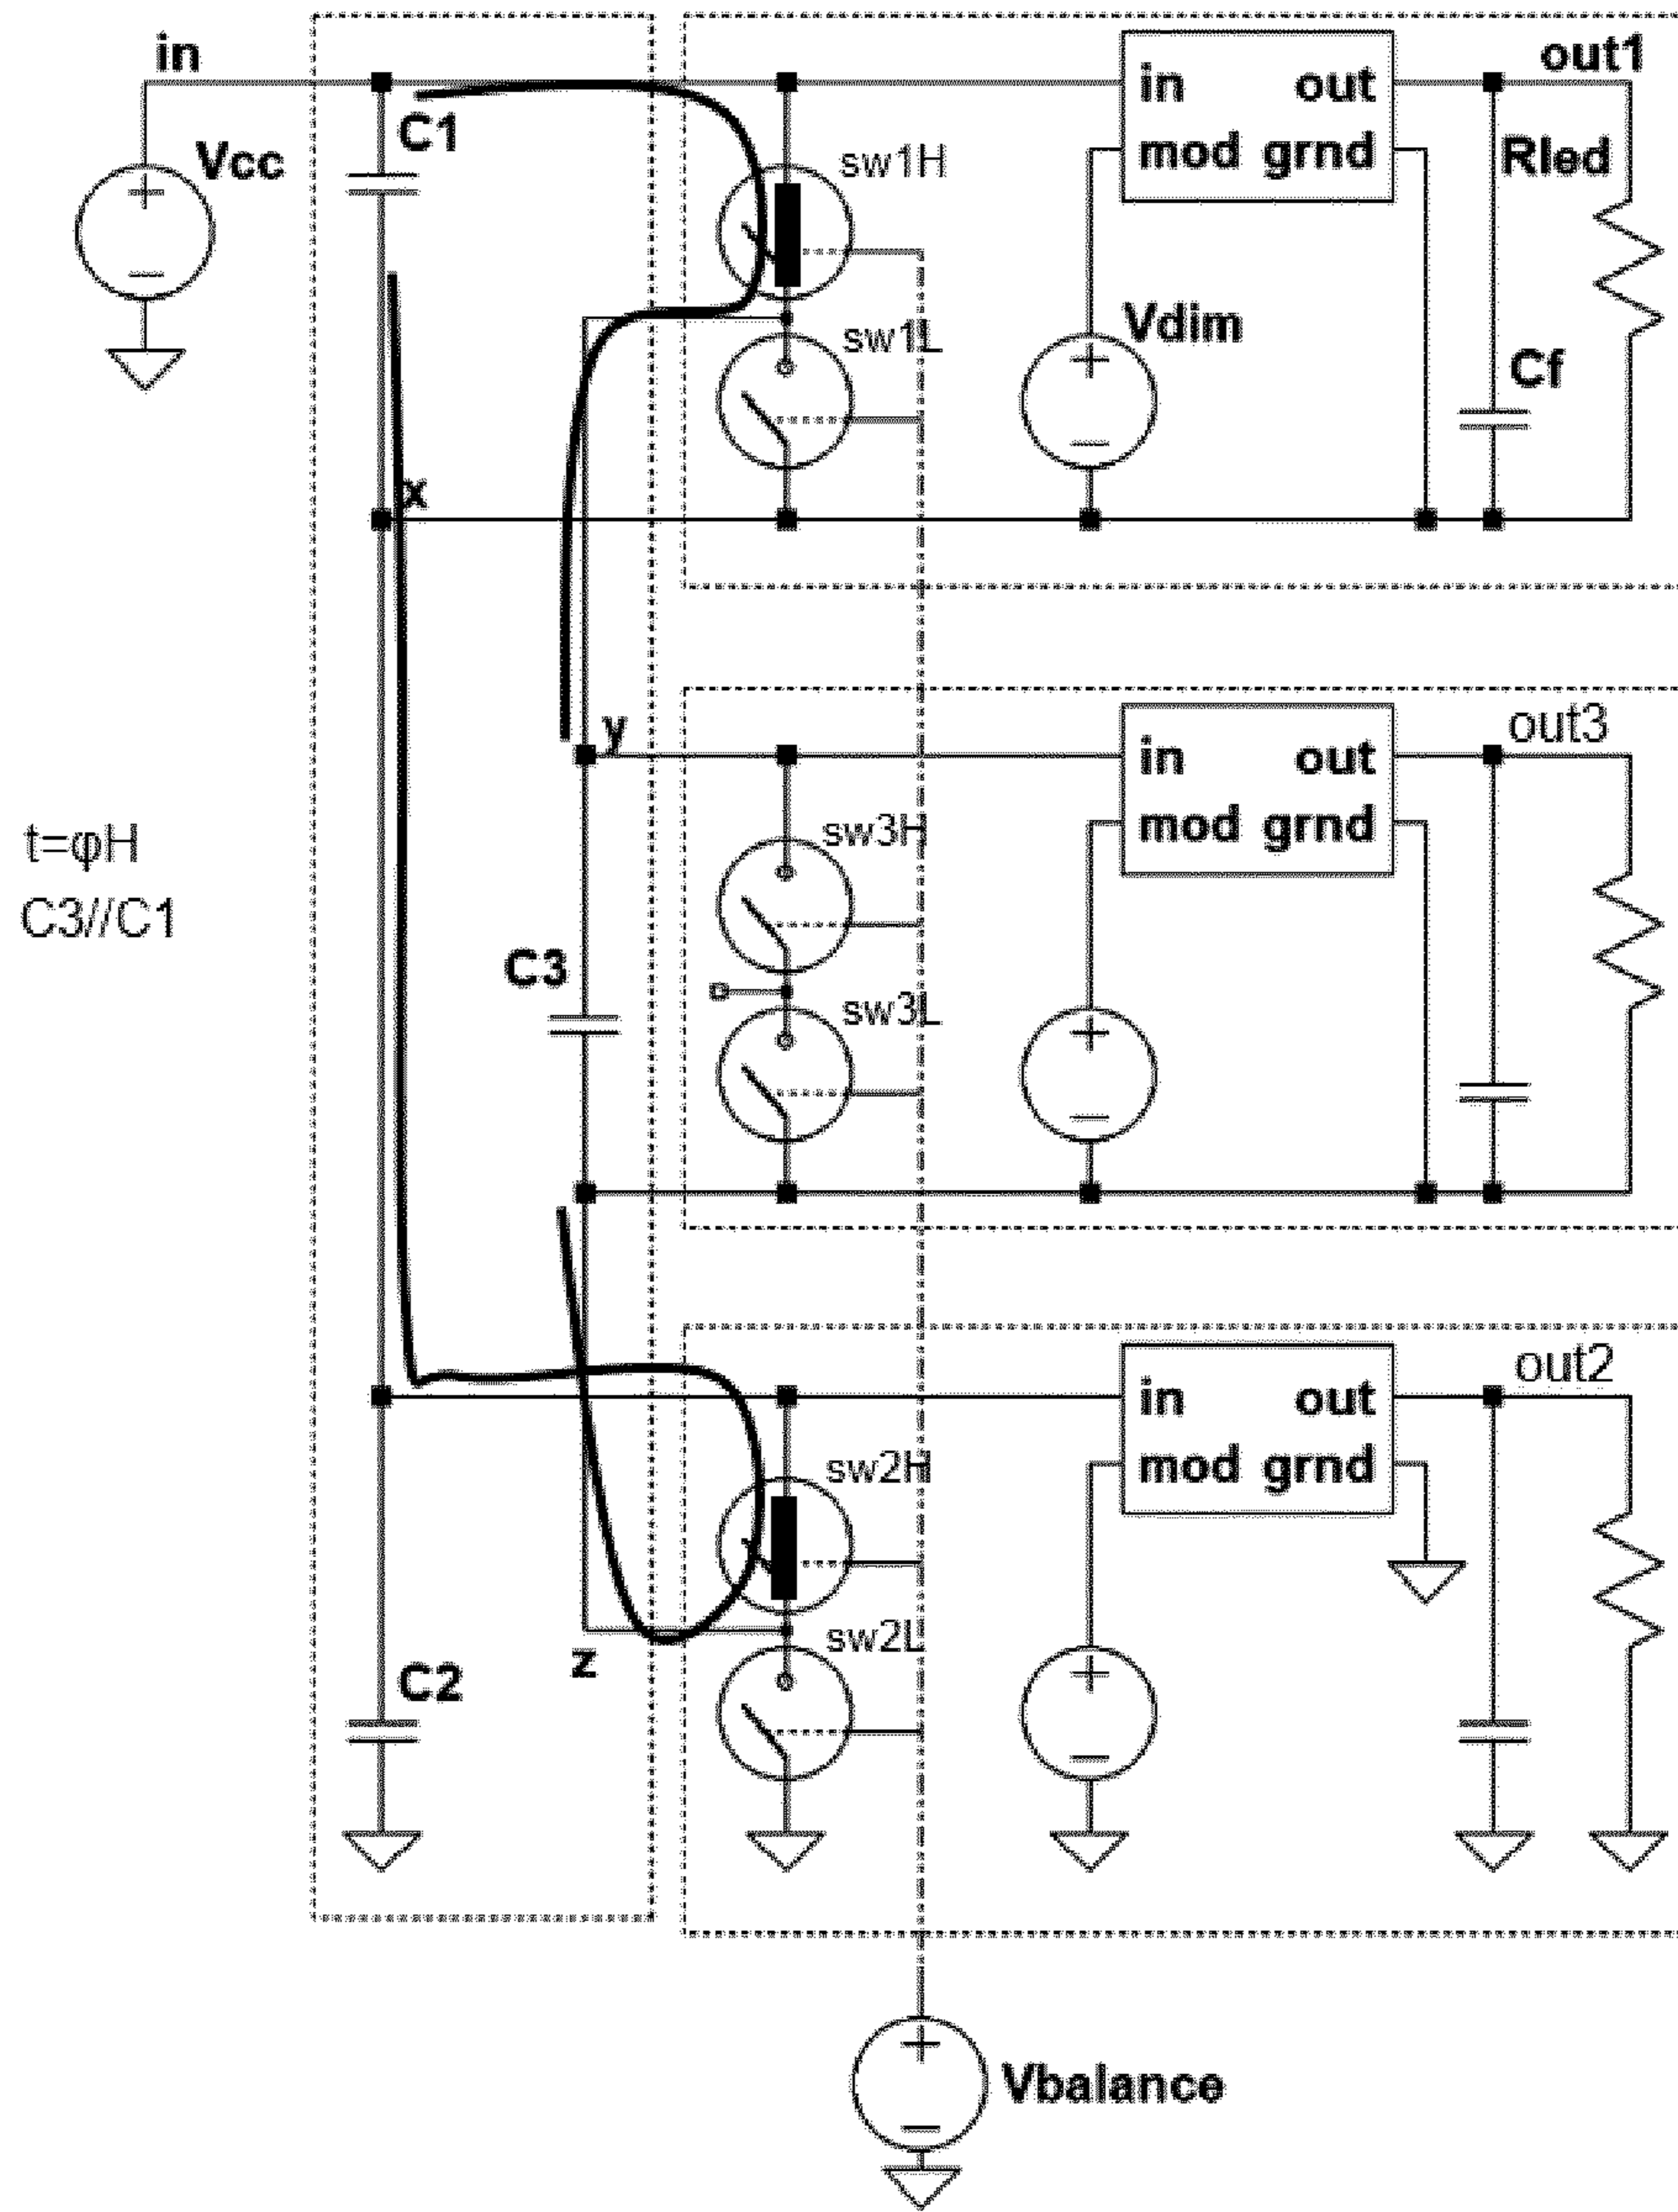 in
out1
in out
C1
Vcc
mod grnd
Rled
sw1H
Vdim
sw1L
Cf
x
y
out3
in out
sw3H
mod grnd
t=φH
C3//C1
C3
sw3L
out2
in out
sw2H
mod grnd
sw2L
z
C2
Vbalance